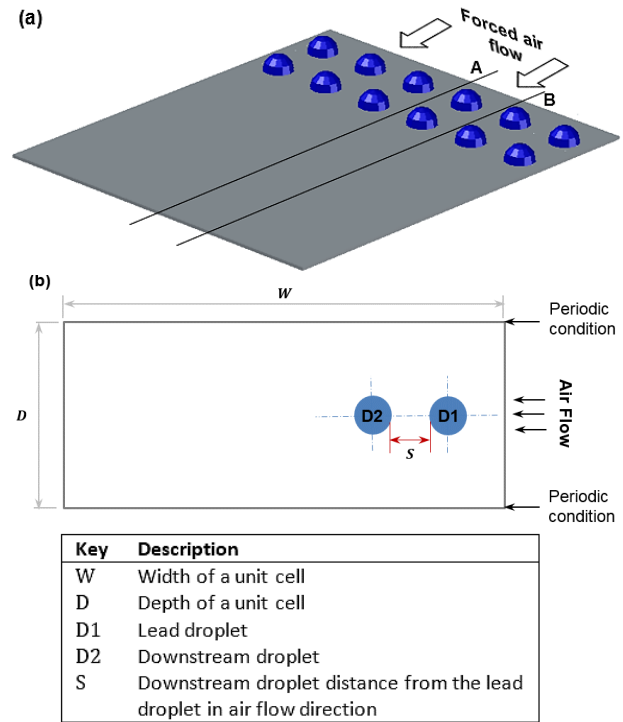 (a)
Forced air
flow
A
B
(b)
W
Periodic
condition
D
D2
D1
S
Air Flow
Periodic
condition
Key Description
W Width of a unit cell
D Depth of a unit cell
D1 Lead droplet
D2 Downstream droplet
S Downstream droplet distance from the lead
droplet in air flow direction